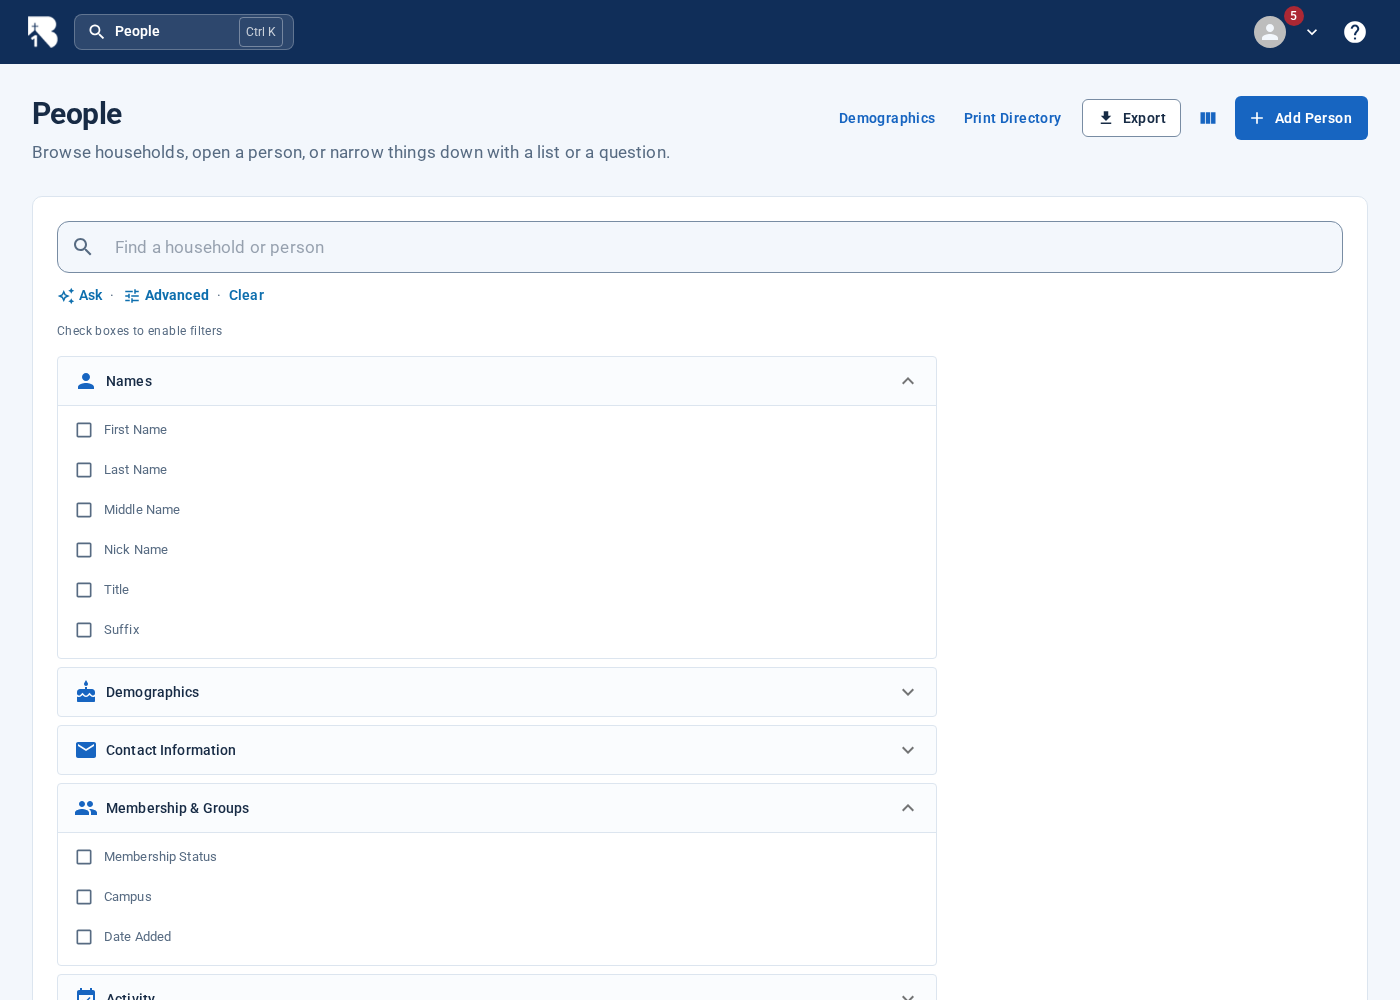 People
Ctrl K
5
People
Browse households, open a person, or narrow things down with a list or a question.
Demographics
Print Directory
Export
Add Person
Find a household or person
Ask · Advanced · Clear
Check boxes to enable filters
Names
First Name
Last Name
Middle Name
Nick Name
Title
Suffix
Demographics
Contact Information
Membership & Groups
Membership Status
Campus
Date Added
Activity